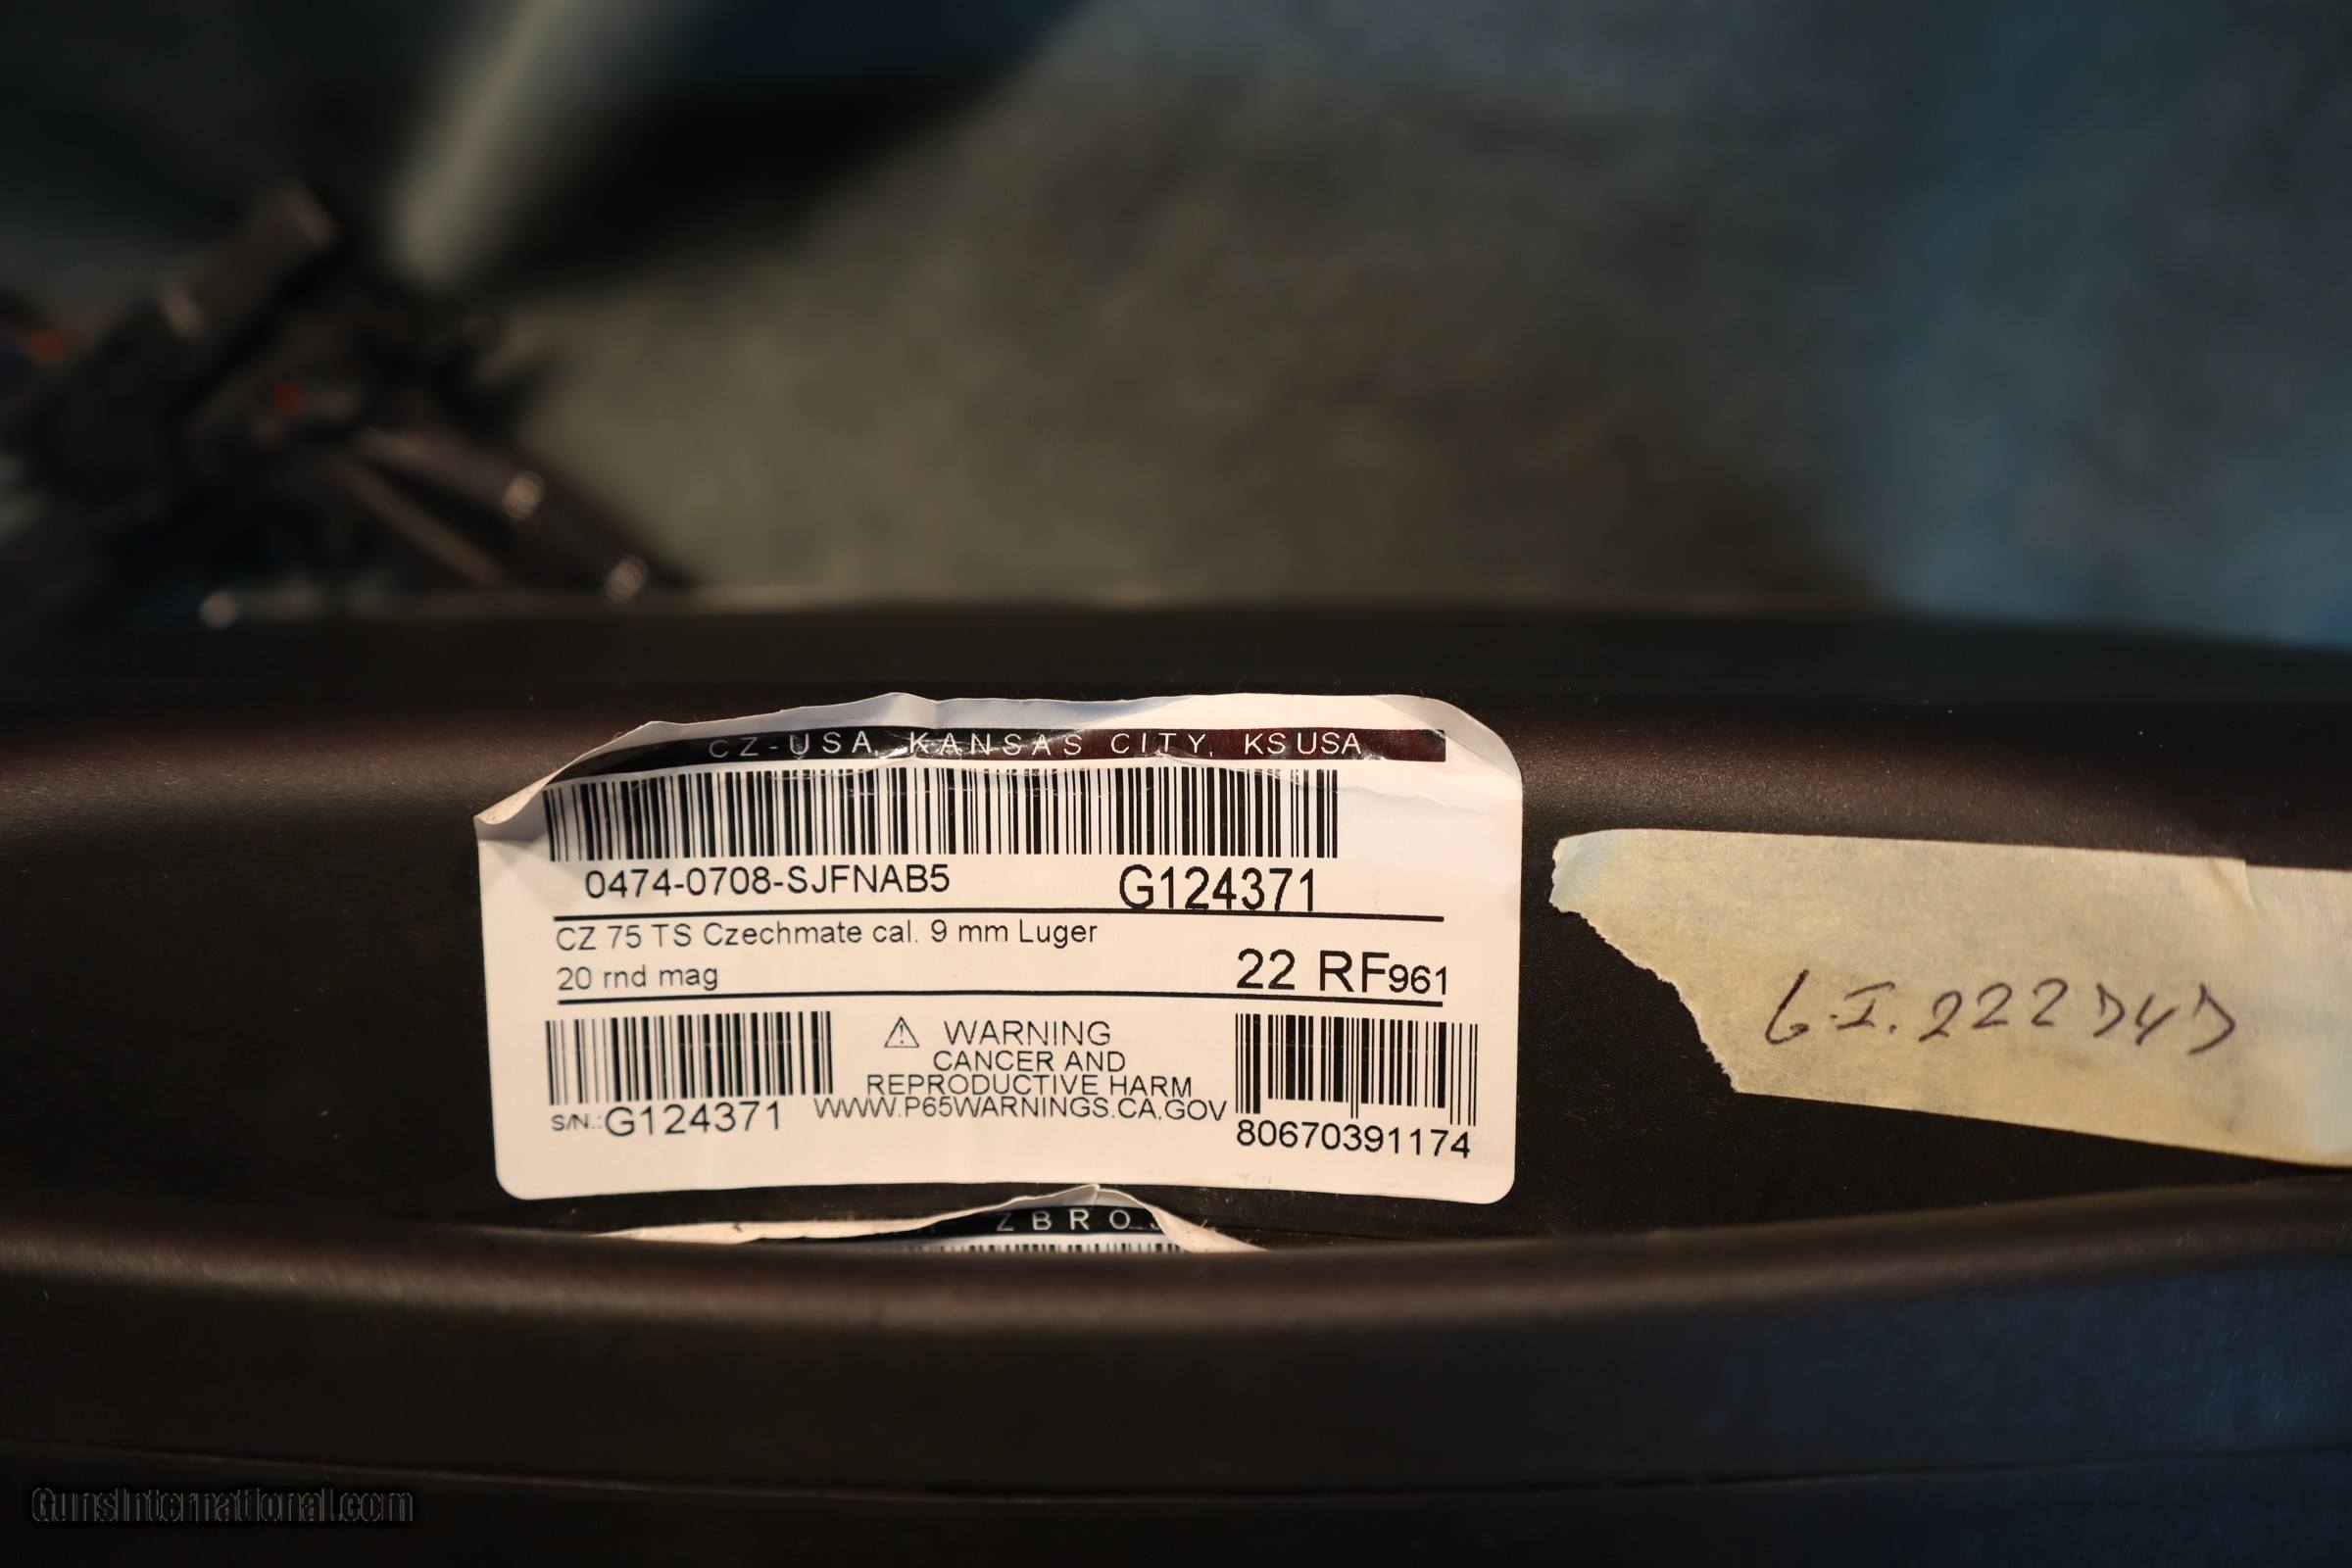 CZ-USA, KANSAS CITY, KS USA
0474-0708-SJFNAB5 G124371
CZ 75 TS Czechmate cal. 9 mm Luger
20 rnd mag 22 RF961
WARNING
CANCER AND
REPRODUCTIVE HARM
WWW.P65WARNINGS.CA.GOV
S/N.:G124371
80670391174
ZBRO
GunsInternational.com